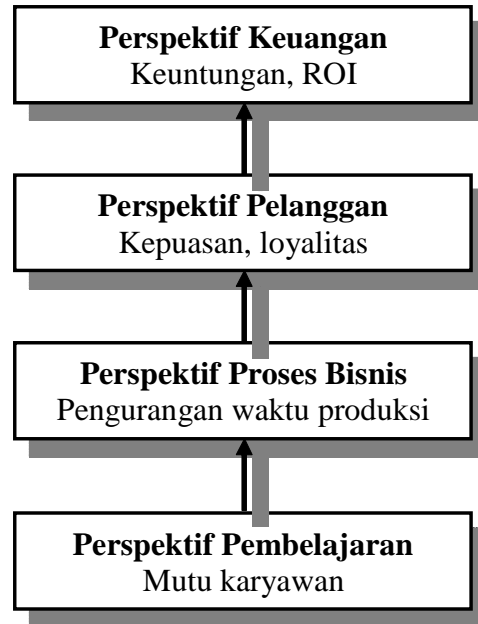 Perspektif Keuangan
Keuntungan, ROI
Perspektif Pelanggan
Kepuasan, loyalitas
Perspektif Proses Bisnis
Pengurangan waktu produksi
Perspektif Pembelajaran
Mutu karyawan